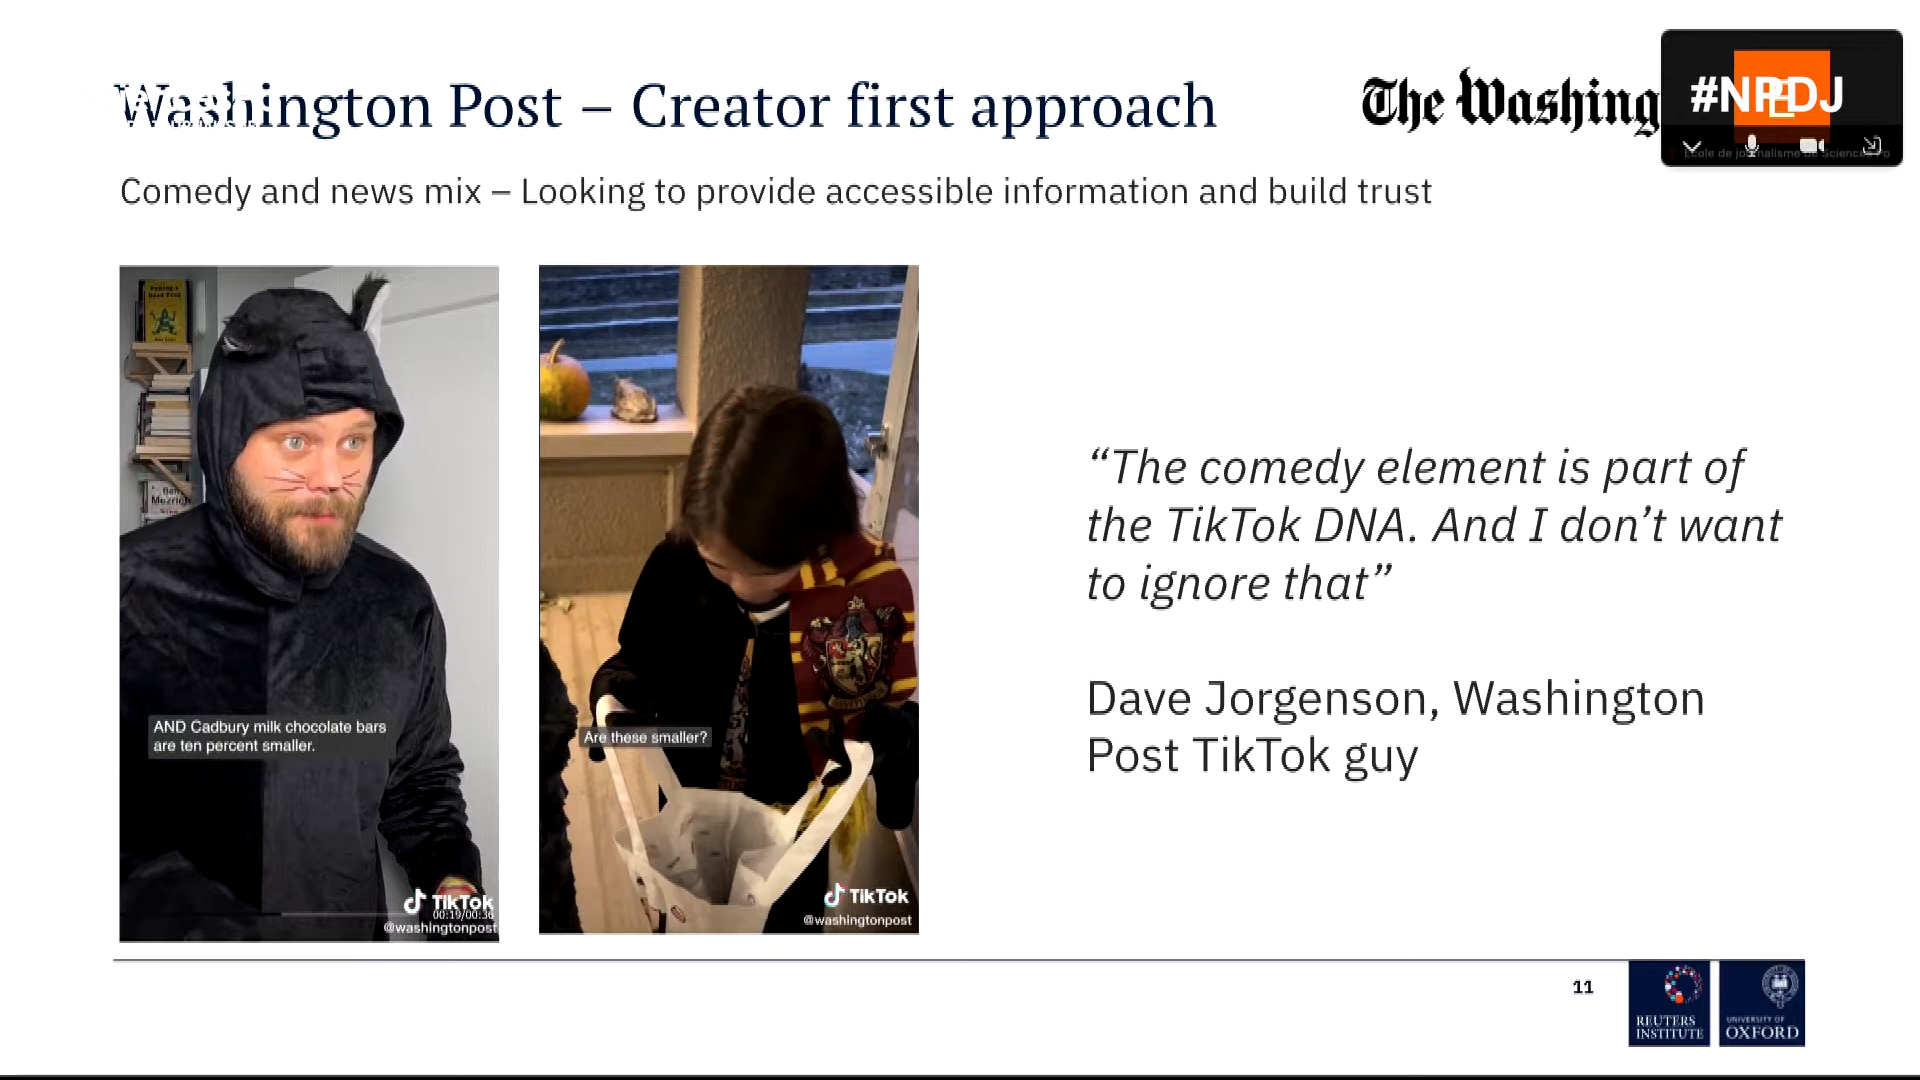 Washington Post – Creator first approach
The Washing
#NPDJ
École de journalisme de Sciences Po
Comedy and news mix – Looking to provide accessible information and build trust
Ben
Mezrich
AND Cadbury milk chocolate bars
are ten percent smaller.
TikTok
00:19/00:36
@washingtonpost
Are these smaller?
TikTok
@washingtonpost
“The comedy element is part of
the TikTok DNA. And I don’t want
to ignore that”
Dave Jorgenson, Washington
Post TikTok guy
11
REUTERS
INSTITUTE
UNIVERSITY OF
OXFORD